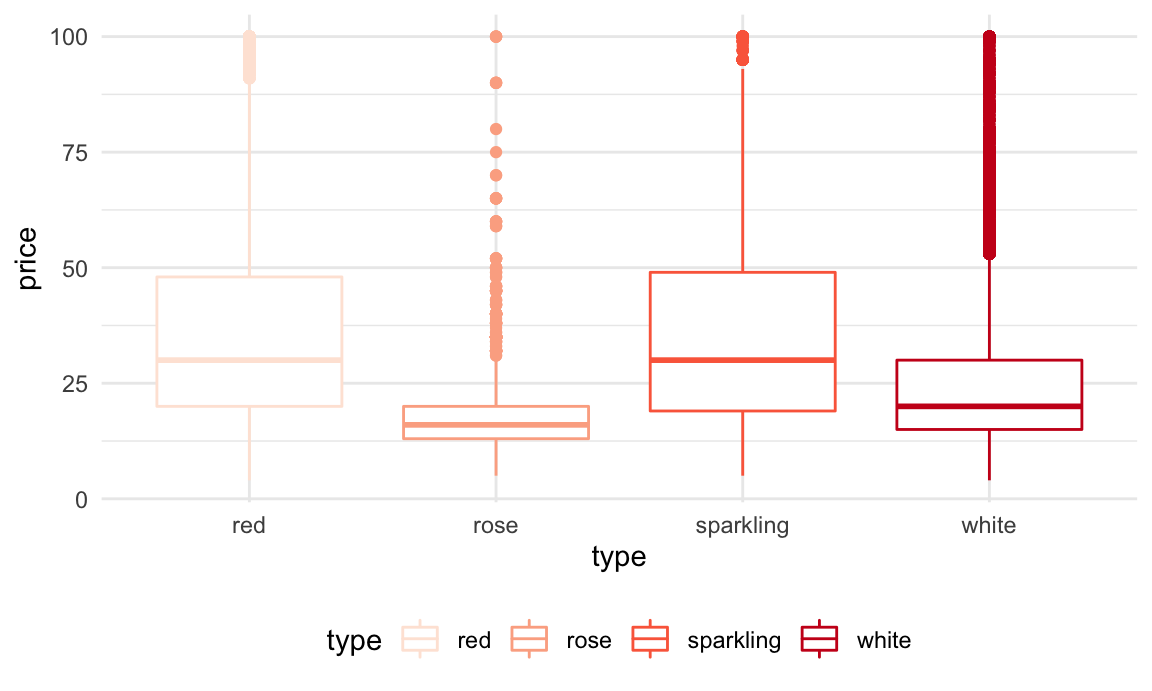 100
75
50
25
0
price
red rose sparkling white
type
type red rose sparkling white